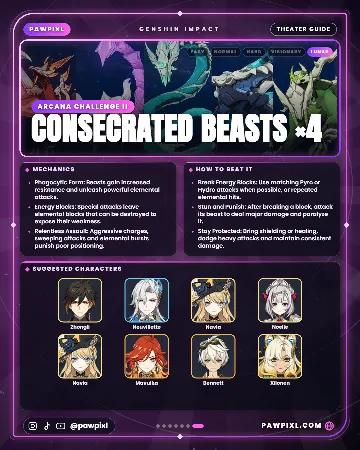 PAWPIXL
GENSHIN IMPACT
THEATER GUIDE
EASY
NORMAL
HARD
VISIONARY
LUNAR
ARCANA CHALLENGE II
CONSECRATED BEASTS ×4
MECHANICS
• Phagocytic Form: Beasts gain increased
resistance and unleash powerful elemental
attacks.
• Energy Blocks: Special attacks leave
elemental blocks that can be destroyed to
expose their weakness.
• Relentless Assault: Aggressive charges,
sweeping attacks and elemental bursts
punish poor positioning.
HOW TO BEAT IT
• Break Energy Blocks: Use matching Pyro or
Hydro attacks when possible, or repeated
elemental hits.
• Stun and Punish: After breaking a block, attack
its beast to deal major damage and paralyse
it.
• Stay Protected: Bring shielding or healing,
dodge heavy attacks and maintain consistent
damage.
SUGGESTED CHARACTERS
Zhongli
Neuvillette
Navia
Noelle
Navia
Mavuika
Bennett
Xilonen
@pawpixl
PAWPIXL.COM